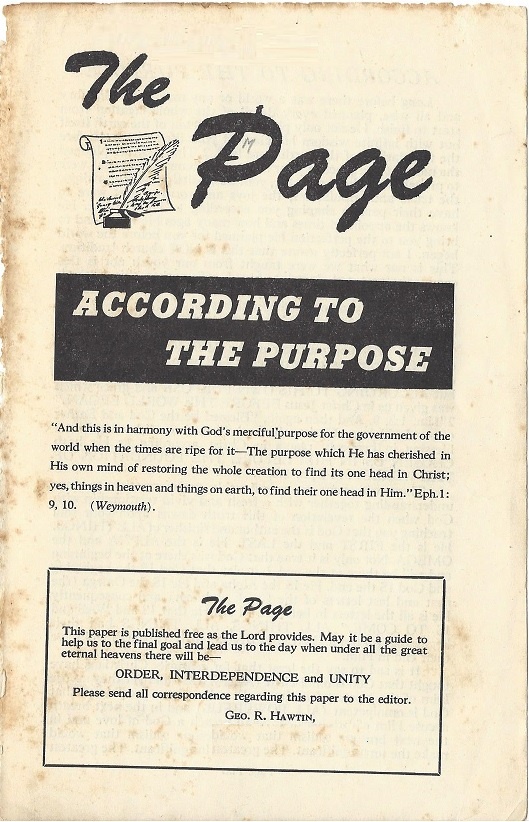 The
Page
ACCORDING TO
THE PURPOSE
"And this is in harmony with God's merciful purpose for the government of the
world when the times are ripe for it—The purpose which He has cherished in
His own mind of restoring the whole creation to find its one head in Christ;
yes, things in heaven and things on earth, to find their one head in Him." Eph. 1:
9, 10. (Weymouth).
The Page
This paper is published free as the Lord provides. May it be a guide to
help us to the final goal and lead us to the day when under all the great
eternal heavens there will be—
ORDER, INTERDEPENDENCE and UNITY
Please send all correspondence regarding this paper to the editor.
GEO. R. HAWTIN,